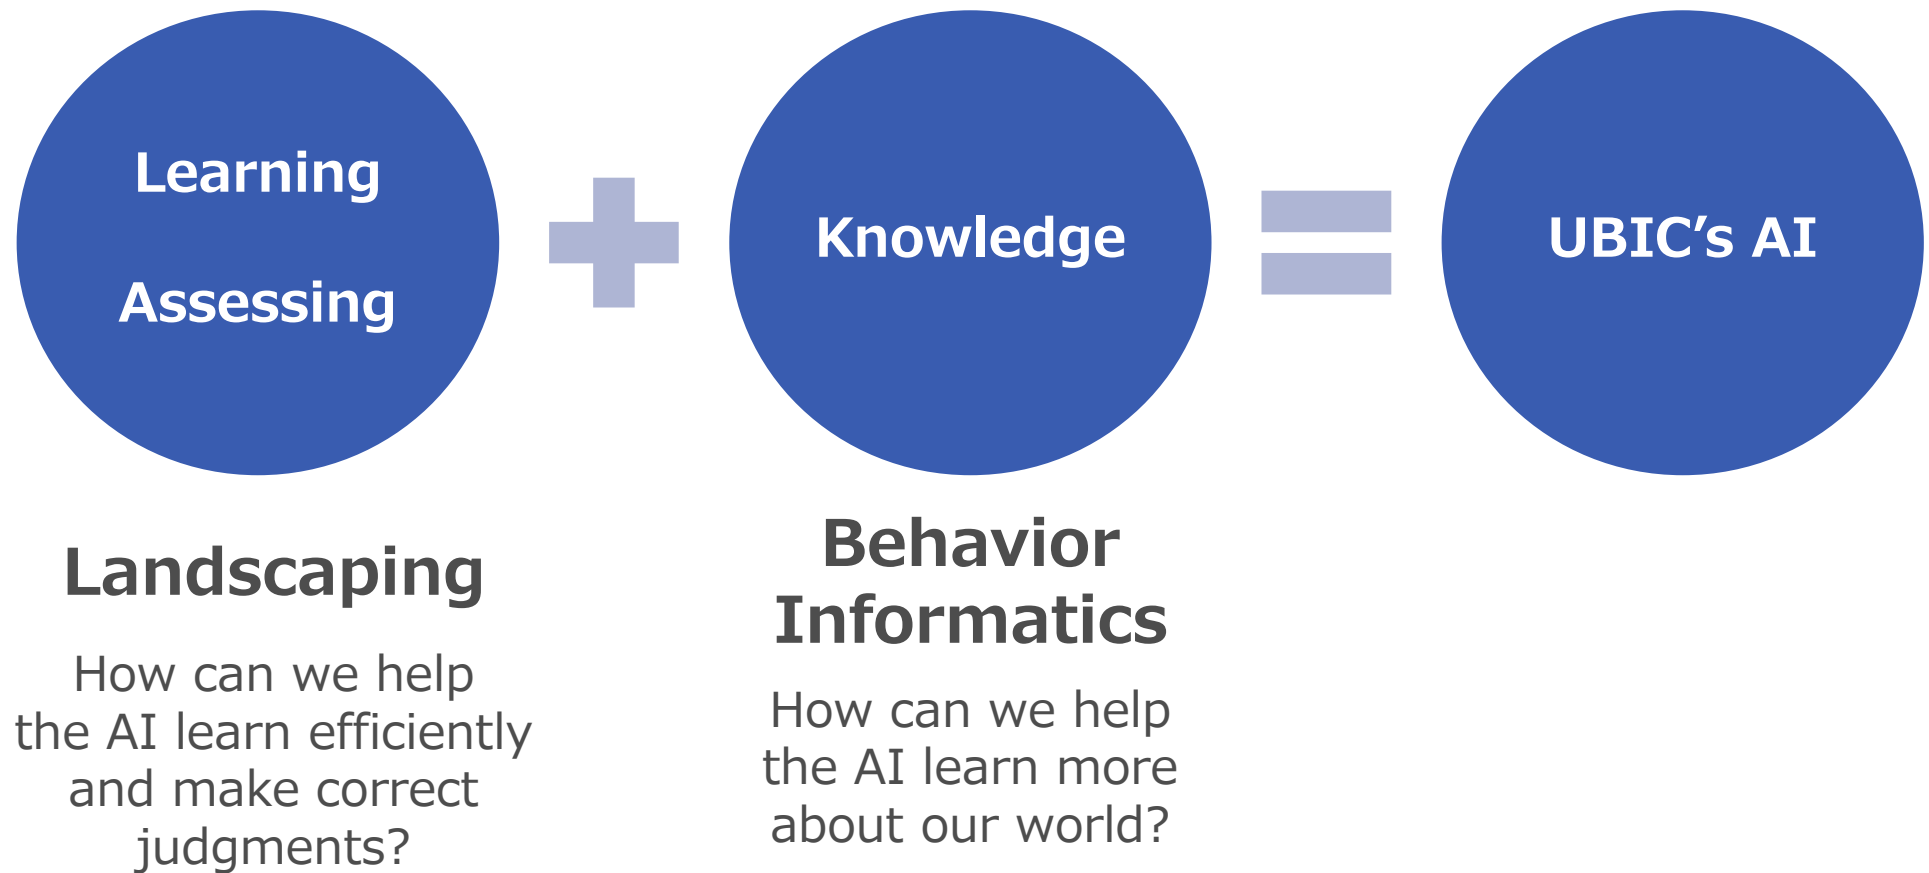 Learning
Assessing
Knowledge
UBIC’s AI
Landscaping
How can we help
the AI learn efficiently
and make correct
judgments?
Behavior
Informatics
How can we help
the AI learn more
about our world?